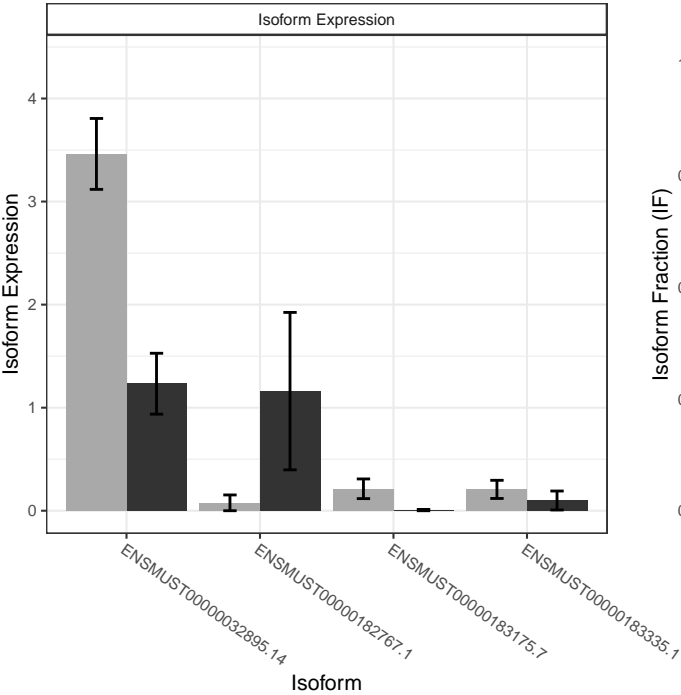 Isoform Expression
Isoform Expression
4
3
2
1
0
ENSMUST00000032895.14
ENSMUST00000182767.1
ENSMUST00000183175.7
ENSMUST00000183335.1
Isoform
Isoform Fraction (IF)